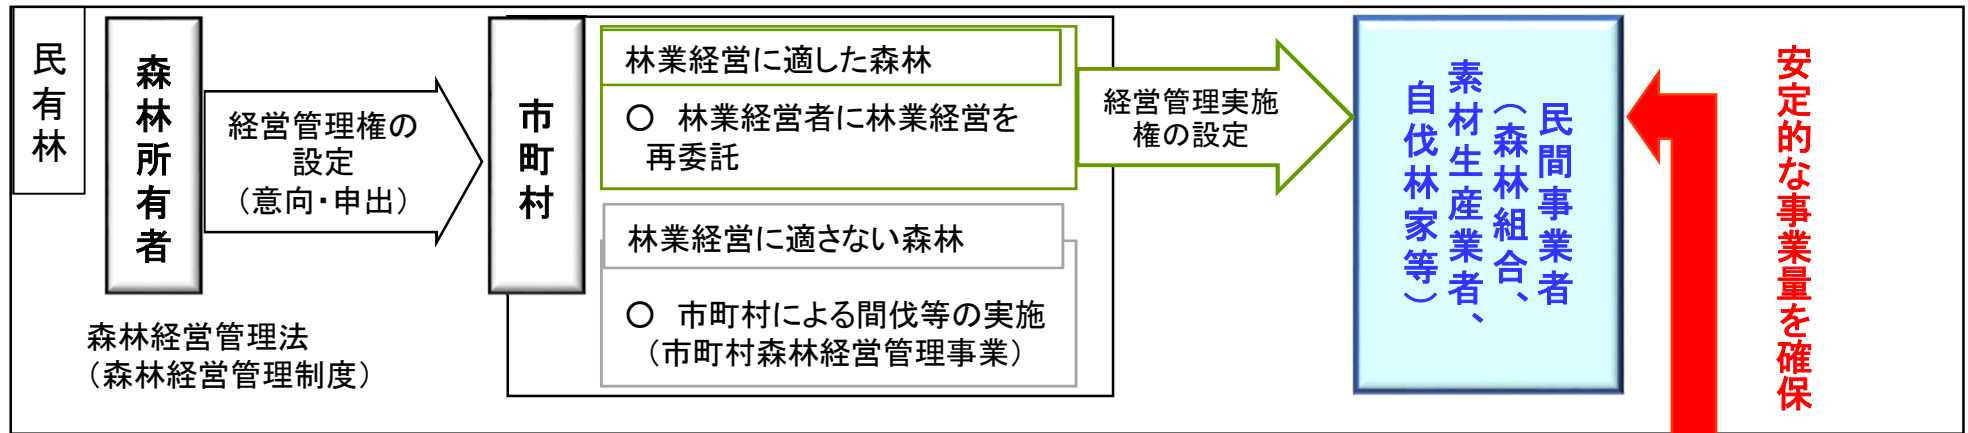 民有林
森林所有者
経営管理権の
設定
（意向・申出）
森林経営管理法
（森林経営管理制度）
市町村
林業経営に適した森林
○　林業経営者に林業経営を
再委託
林業経営に適さない森林
○　市町村による間伐等の実施
（市町村森林経営管理事業）
経営管理実施
権の設定
民間事業者
（森林組合、
素材生産業者、
自伐林家等）
安定的な事業量を確保